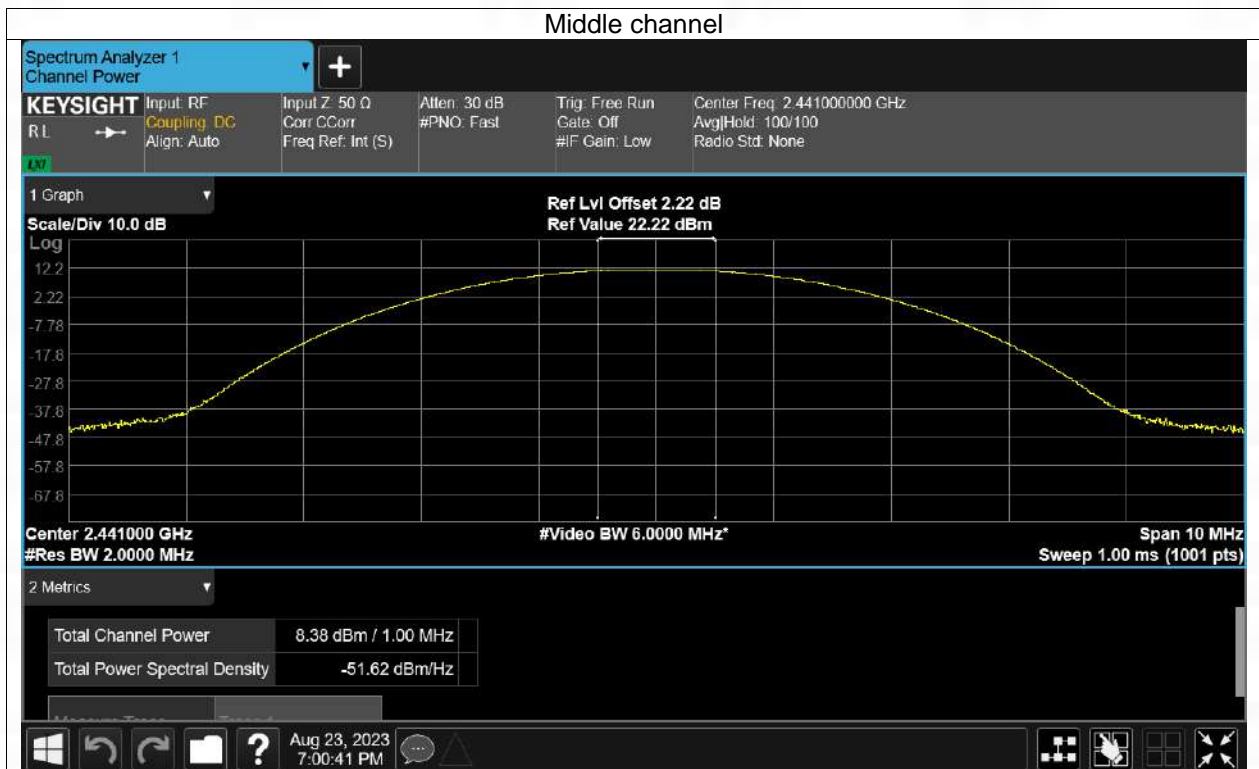 Middle channel
Spectrum Analyzer 1
Channel Power
KEYSIGHT
RL
LXI
Input: RF
Coupling: DC
Align: Auto
Input Z: 50 Ω
Corr CCorr
Freq Ref: Int (S)
Atten: 30 dB
#PNO: Fast
Trig: Free Run
Gate: Off
#IF Gain: Low
Center Freq: 2.441000000 GHz
Avg|Hold: 100/100
Radio Std: None
1 Graph
Scale/Div 10.0 dB
Ref Lvl Offset 2.22 dB
Ref Value 22.22 dBm
Log
12.2
2.22
-7.78
-17.8
-27.8
-37.8
-47.8
-57.8
-67.8
Center 2.441000 GHz
#Video BW 6.0000 MHz*
Span 10 MHz
#Res BW 2.0000 MHz
Sweep 1.00 ms (1001 pts)
2 Metrics
Total Channel Power 8.38 dBm / 1.00 MHz
Total Power Spectral Density -51.62 dBm/Hz
?
Aug 23, 2023
7:00:41 PM